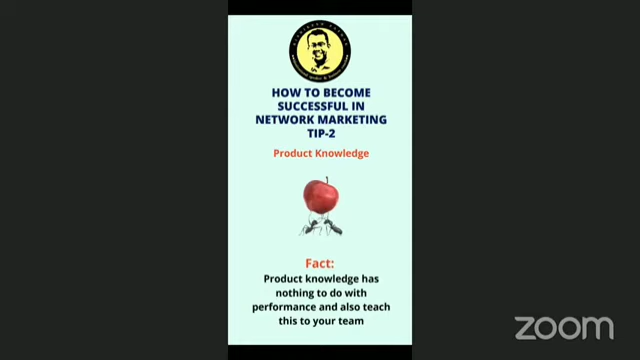 HOW TO BECOME
SUCCESSFUL IN
NETWORK MARKETING
TIP-2
Product Knowledge
Fact:
Product knowledge has
nothing to do with
performance and also teach
this to your team
zoom